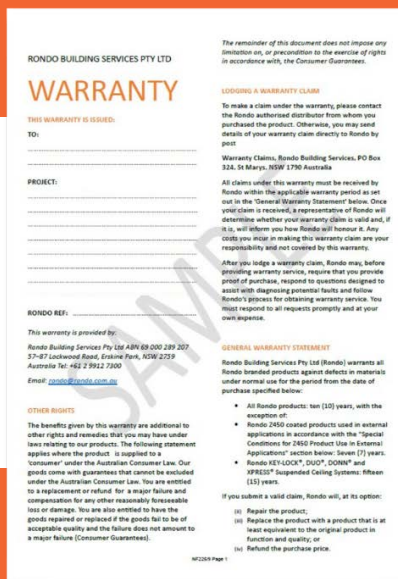 RONDO BUILDING SERVICES PTY LTD
WARRANTY
THIS WARRANTY IS ISSUED:
TO:
PROJECT:
RONDO REF:
This warranty is provided by:
Rondo Building Services Pty Ltd ABN 69 000 289 207
57–87 Lockwood Road, Erskine Park, NSW 2759
Australia Tel: +61 2 9912 7300
Email: rondo@rondo.com.au
OTHER RIGHTS
The benefits given by this warranty are additional to
other rights and remedies that you may have under
laws relating to our products. The following statement
applies where the product is supplied to a
'consumer' under the Australian Consumer Law. Our
goods come with guarantees that cannot be excluded
under the Australian Consumer Law. You are entitled
to a replacement or refund for a major failure and
compensation for any other reasonably foreseeable
loss or damage. You are also entitled to have the
goods repaired or replaced if the goods fail to be of
acceptable quality and the failure does not amount to
a major failure (Consumer Guarantees).
The remainder of this document does not impose any
limitation on, or precondition to the exercise of rights
in accordance with, the Consumer Guarantees.
LODGING A WARRANTY CLAIM
To make a claim under the warranty, please contact
the Rondo authorised distributor from whom you
purchased the product. Otherwise, you may send
details of your warranty claim directly to Rondo by
post
Warranty Claims, Rondo Building Services, PO Box
324, St Marys, NSW 1790 Australia
All claims under this warranty must be received by
Rondo within the applicable warranty period as set
out in the 'General Warranty Statement' below. Once
your claim is received, a representative of Rondo will
determine whether your warranty claim is valid and, if
it is, will inform you how Rondo will honour it. Any
costs you incur in making this warranty claim are your
responsibility and not covered by this warranty.
After you lodge a warranty claim, Rondo may, before
providing warranty service, require that you provide
proof of purchase, respond to questions designed to
assist with diagnosing potential faults and follow
Rondo's process for obtaining warranty service. You
must respond to all requests promptly and at your
own expense.
GENERAL WARRANTY STATEMENT
Rondo Building Services Pty Ltd (Rondo) warrants all
Rondo branded products against defects in materials
under normal use for the period from the date of
purchase specified below:
• All Rondo products: ten (10) years, with the
exception of:
• Rondo Z450 coated products used in external
applications in accordance with the "Special
Conditions for Z450 Product Use in External
Applications" section below: Seven (7) years.
• Rondo KEY-LOCK®, DUO®, DONN® and
XPRESS® Suspended Ceiling Systems: fifteen
(15) years.
If you submit a valid claim, Rondo will, at its option:
(i) Repair the product;
(ii) Replace the product with a product that is at
least equivalent to the original product in
function and quality; or
(iv) Refund the purchase price.
Page 1
SAMPLE